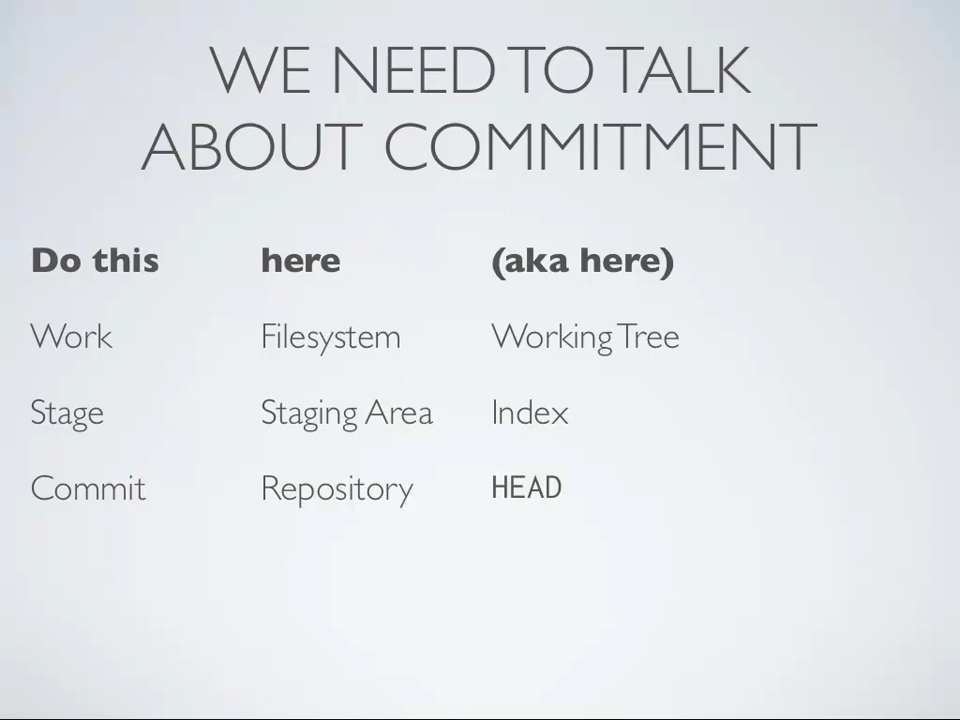 WE NEED TO TALK
ABOUT COMMITMENT
Do this here (aka here)
Work Filesystem Working Tree
Stage Staging Area Index
Commit Repository HEAD